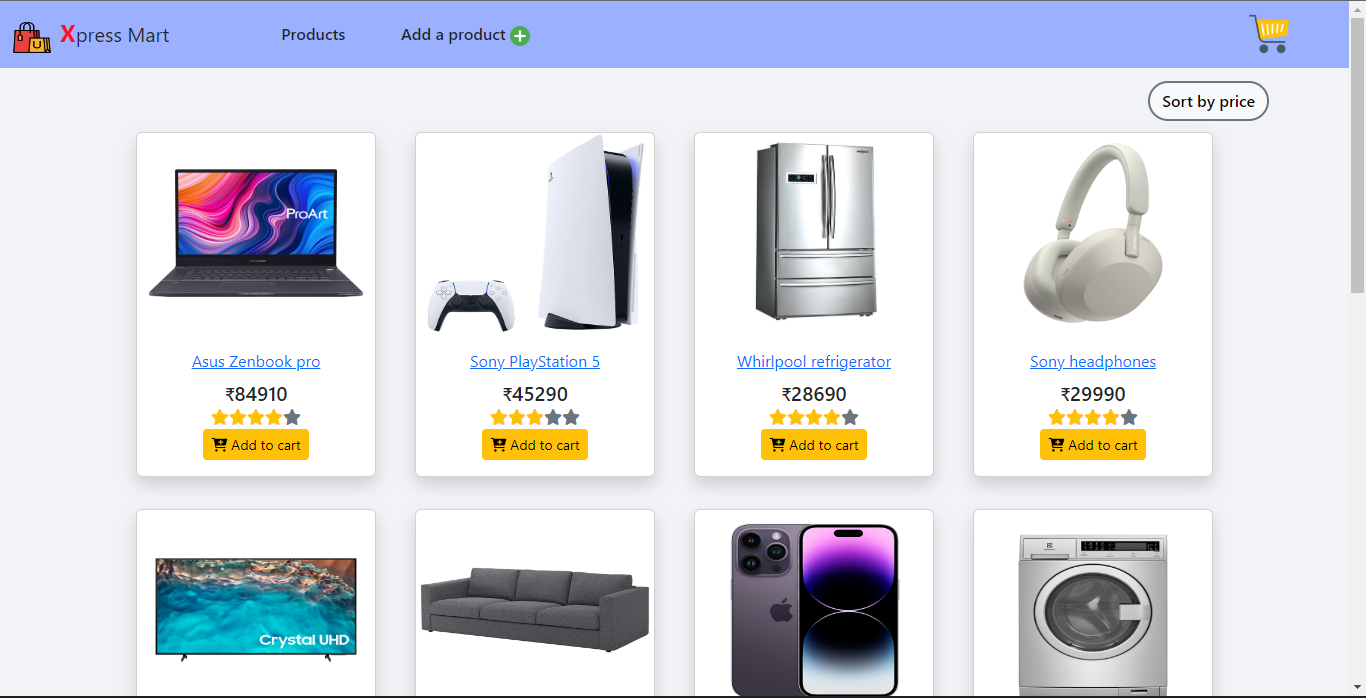 Xpress Mart
Products
Add a product
Sort by price
ProArt
Asus Zenbook pro
₹84910
Add to cart
Sony PlayStation 5
₹45290
Add to cart
Whirlpool refrigerator
₹28690
Add to cart
Sony headphones
₹29990
Add to cart
Crystal UHD